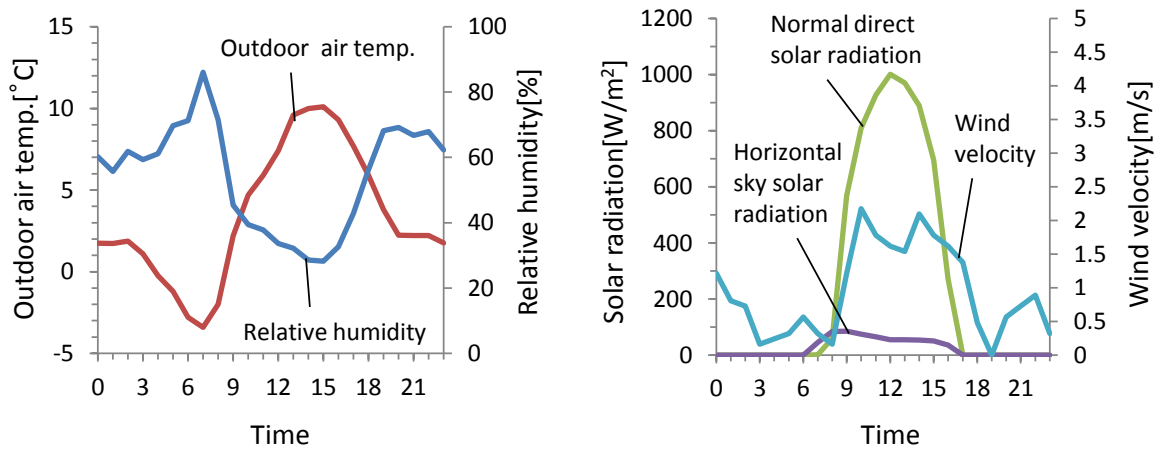 15
10
5
0
-5
Outdoor air temp.[˚C]
100
80
60
40
20
0
Relative humidity[%]
Outdoor air temp.
Relative humidity
0 3 6 9 12 15 18 21
Time
1200
1000
800
600
400
200
0
Solar radiation[W/m²]
5
4.5
4
3.5
3
2.5
2
1.5
1
0.5
0
Wind velocity[m/s]
Normal direct
solar radiation
Wind
velocity
Horizontal
sky solar
radiation
0 3 6 9 12 15 18 21
Time